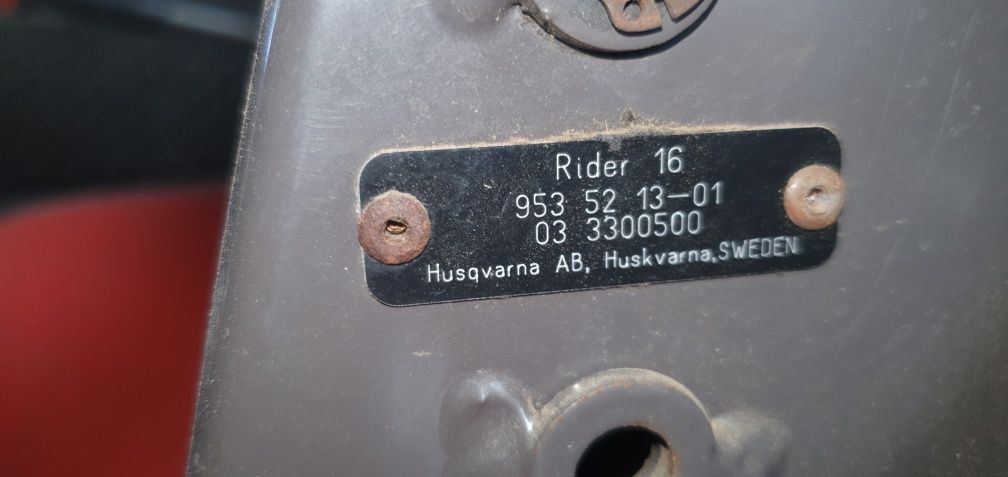 Rider 16
953 52 13-01
03 3300500
Husqvarna AB, Huskvarna,SWEDEN